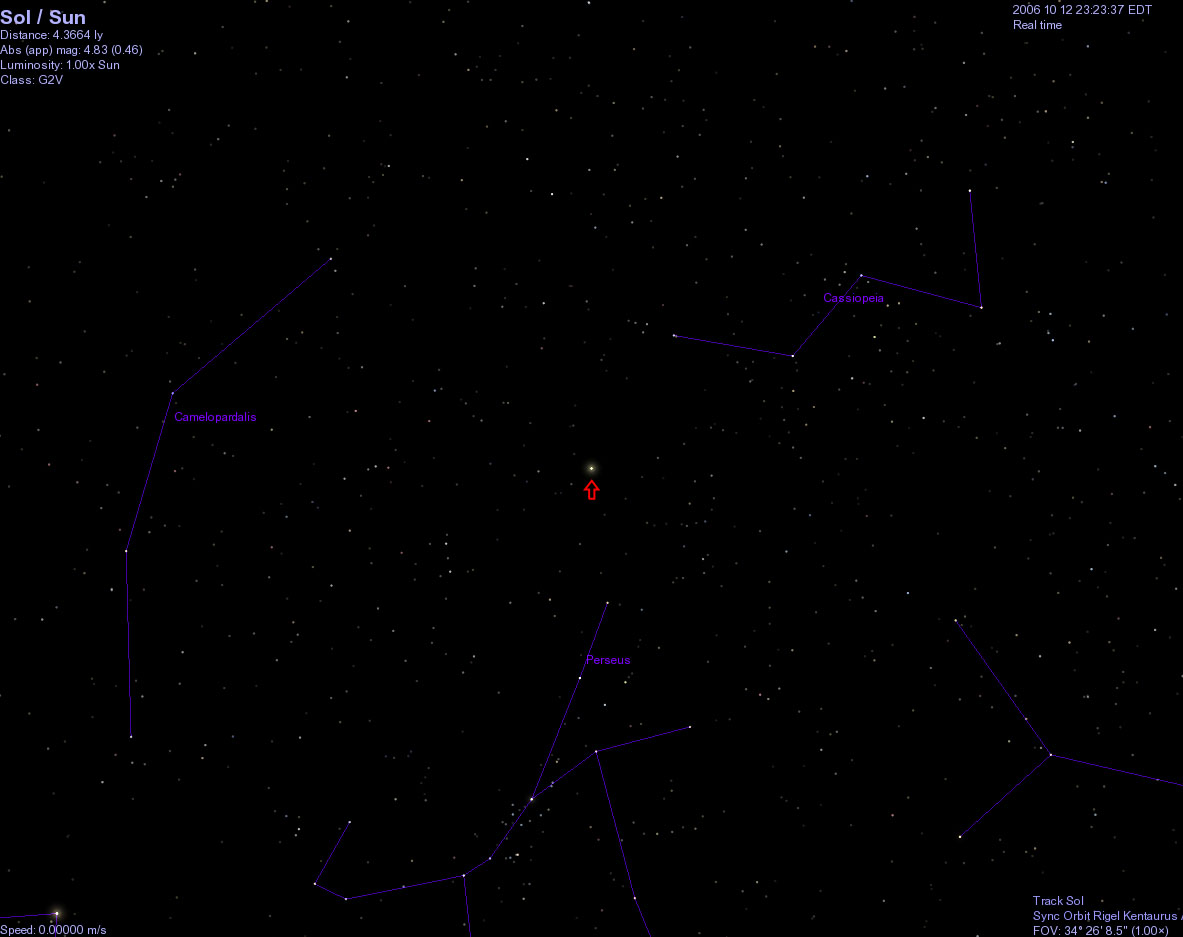 Sol / Sun
Distance: 4.3664 ly
Abs (app) mag: 4.83 (0.46)
Luminosity: 1.00x Sun
Class: G2V
2006 10 12 23:23:37 EDT
Real time
Cassiopeia
Camelopardalis
Perseus
Track Sol
Sync Orbit Rigel Kentaurus
FOV: 34° 26' 8.5" (1.00×)
Speed: 0.00000 m/s